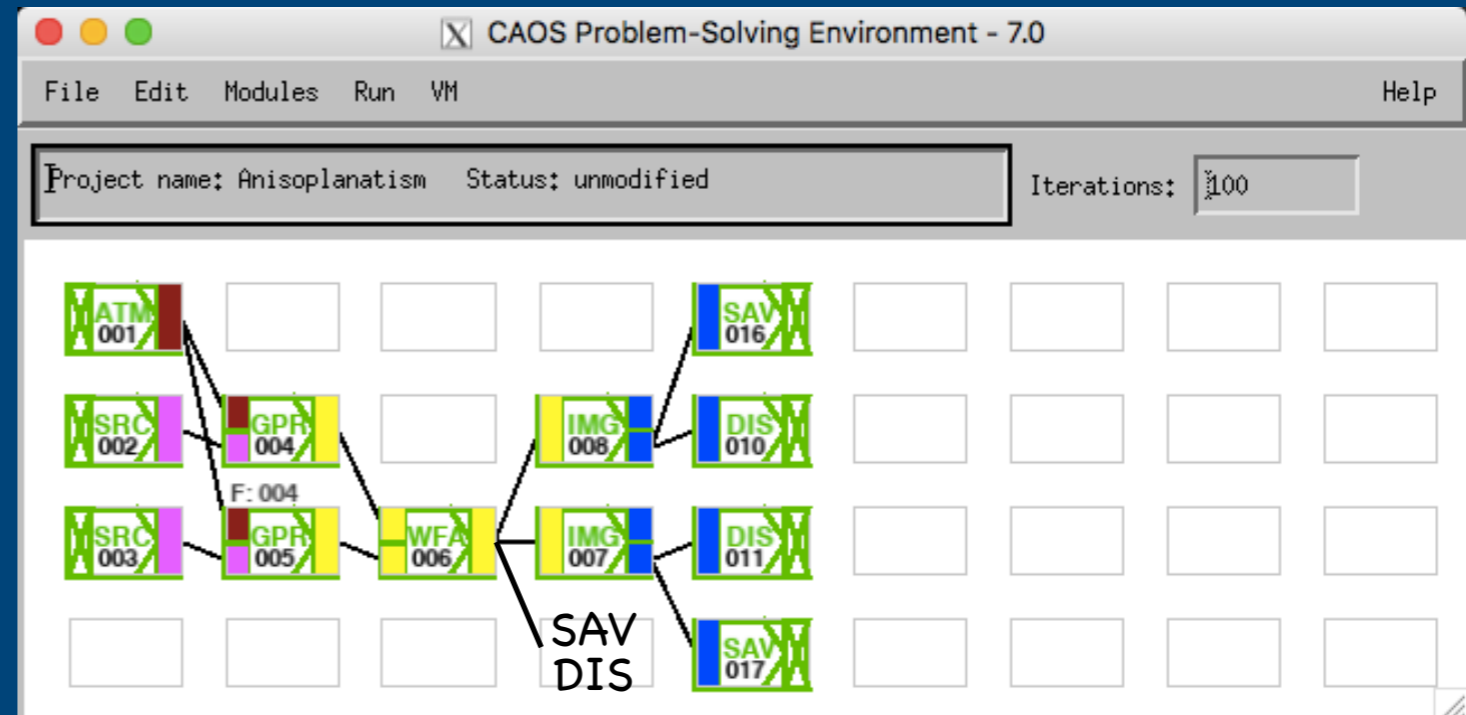 CAOS Problem-Solving Environment - 7.0
File Edit Modules Run VM Help
Project name: Anisoplanatism Status: unmodified
Iterations: 100
ATM
001
SAV
016
SRC
002
GPR
004
IMG
008
DIS
010
F: 004
SRC
003
GPR
005
WFA
006
IMG
007
DIS
011
SAV
DIS
SAV
017